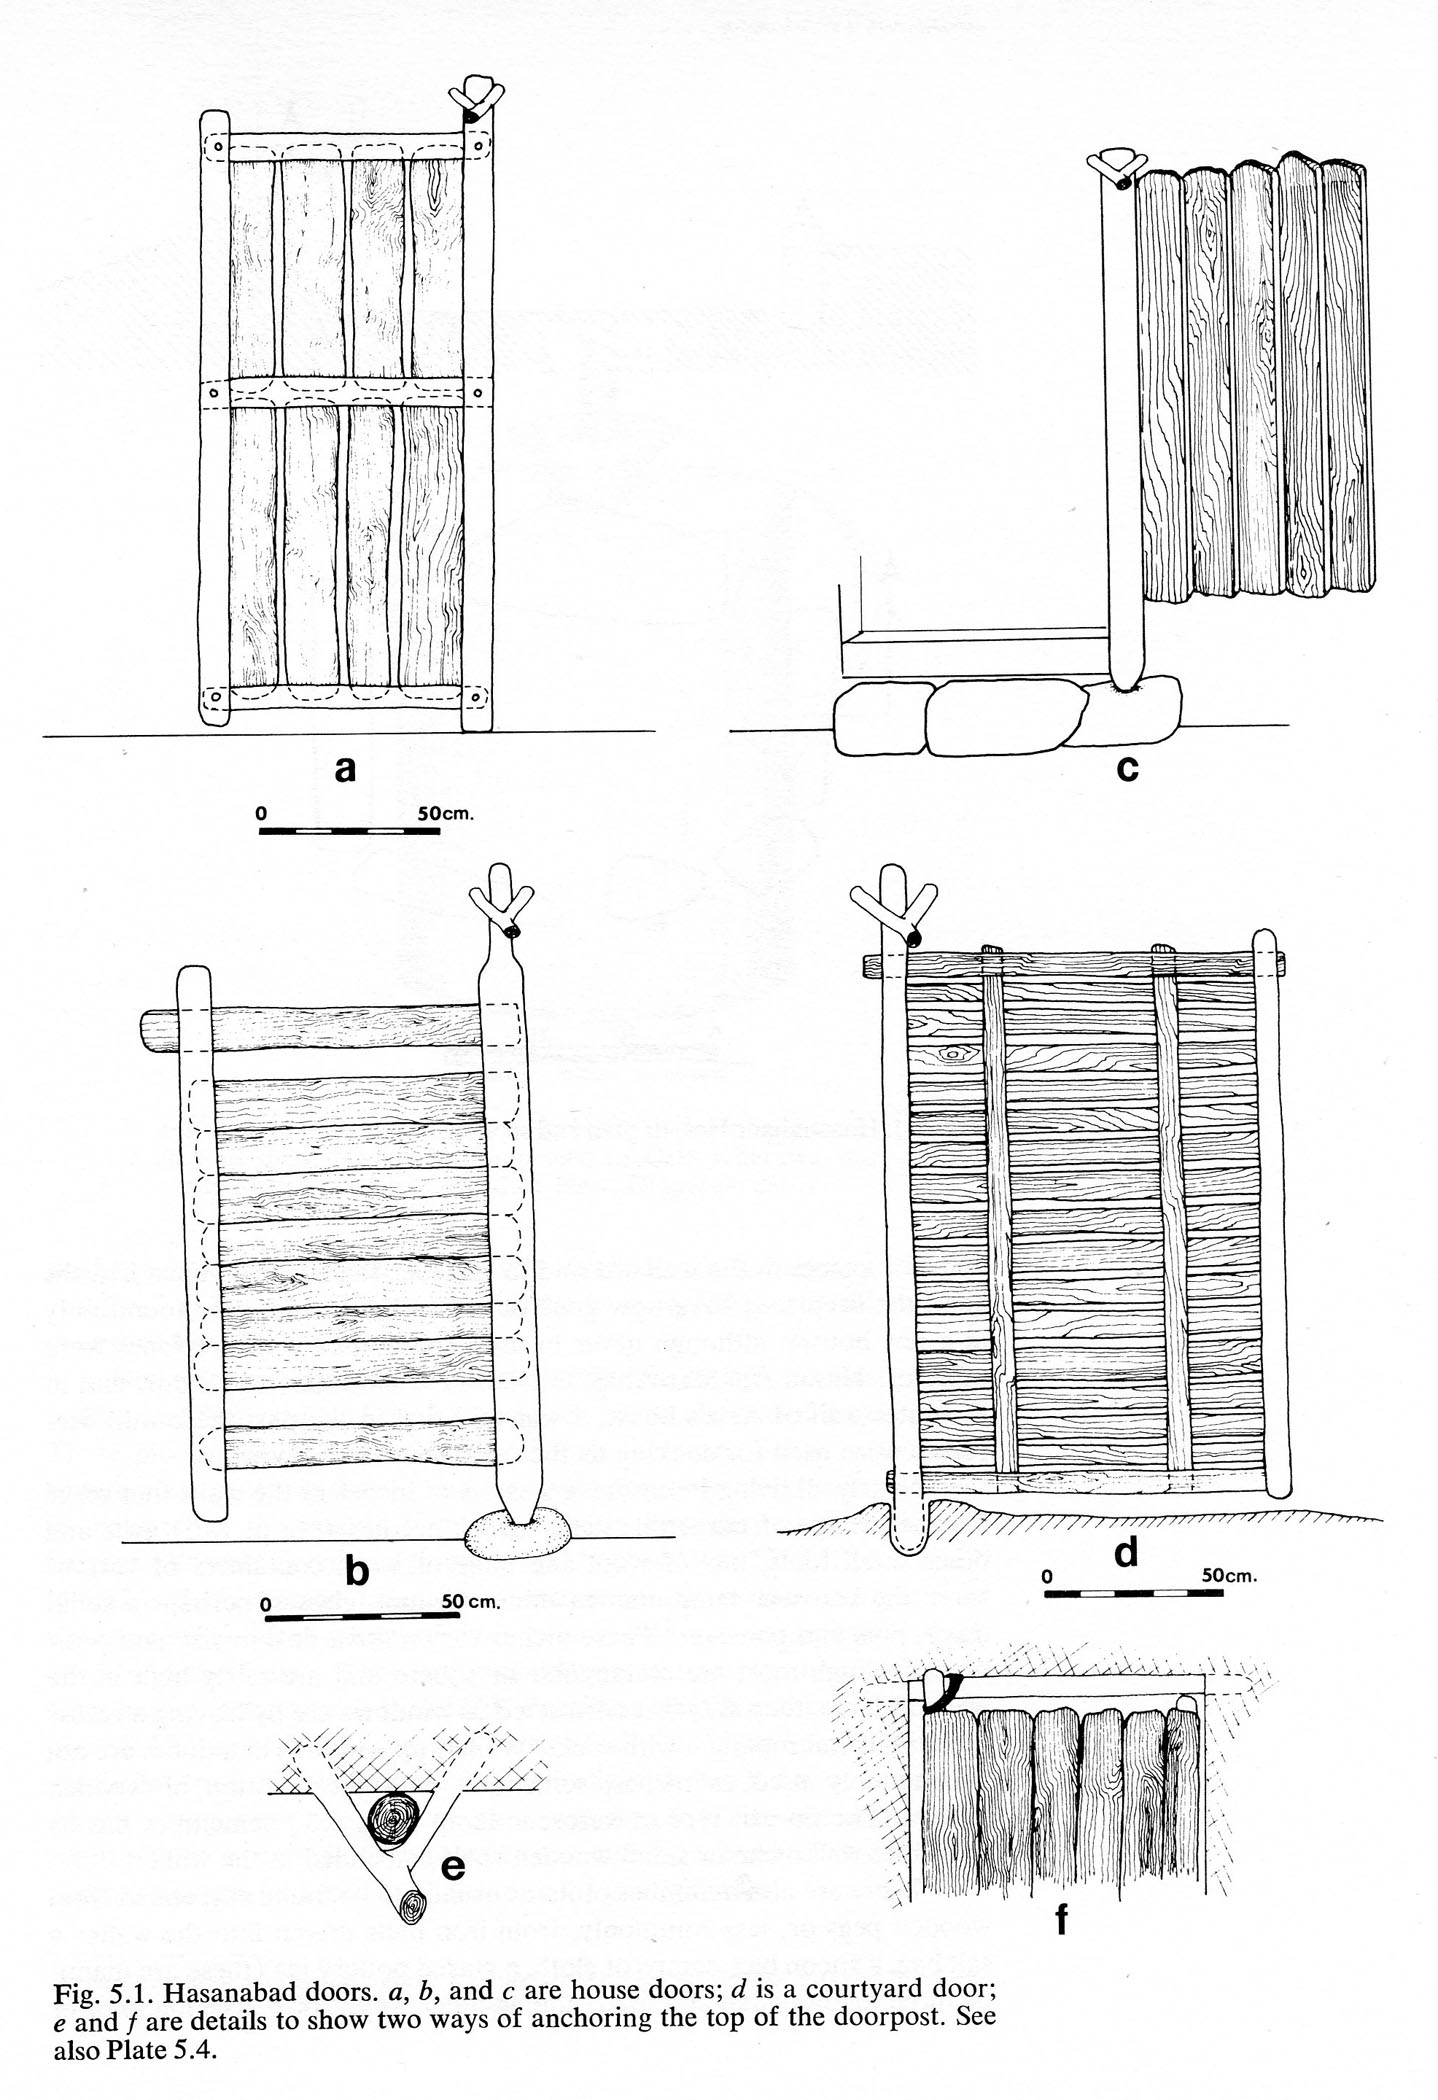 a
c
0 50cm.
b
d
0 50 cm.
0 50cm.
e
f
Fig. 5.1. Hasanabad doors. a, b, and c are house doors; d is a courtyard door;
e and f are details to show two ways of anchoring the top of the doorpost. See
also Plate 5.4.